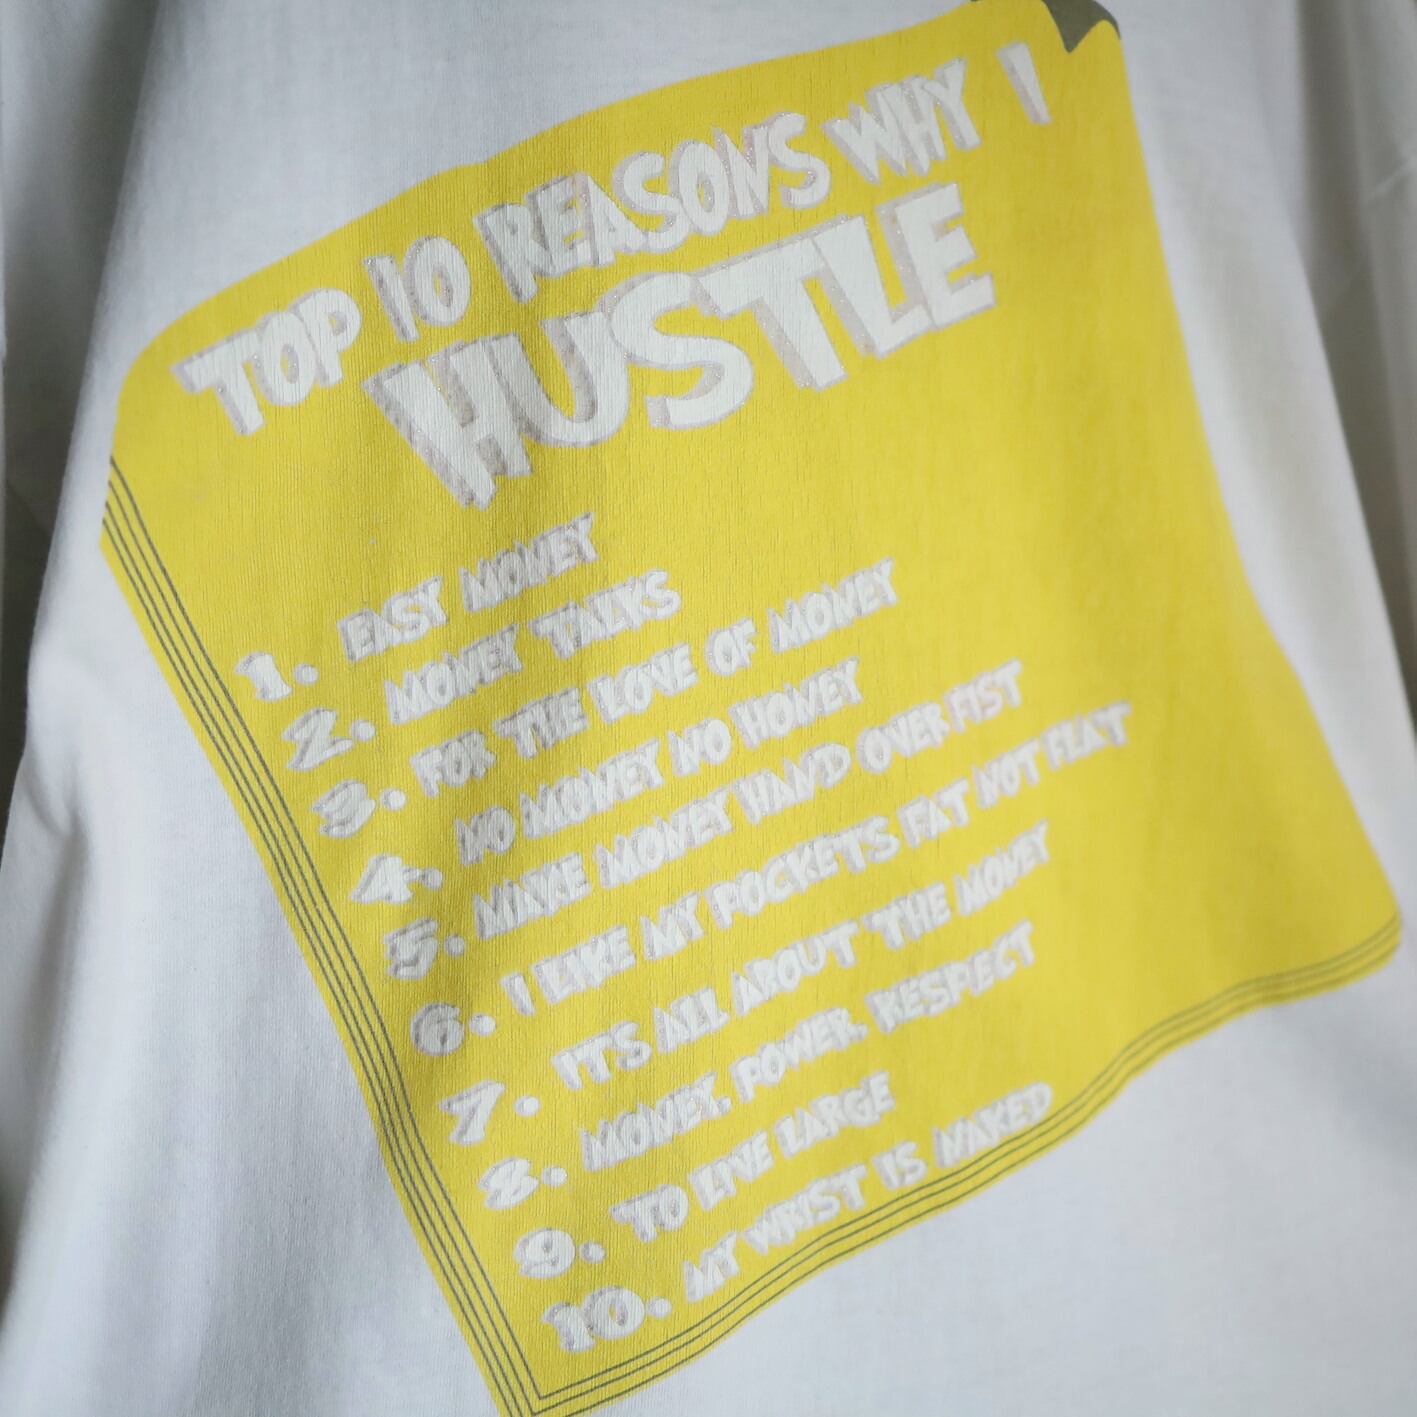 TOP 10 REASONS WHY I
HUSTLE
1. EASY MONEY
2. MONEY TALKS
3. FOR THE LOVE OF MONEY
4. NO MONEY NO HONEY
5. MAKE MONEY HAND OVER FIST
6. I LIKE MY POCKETS FAT NOT FLAT
7. IT'S ALL ABOUT THE MONEY
8. MONEY, POWER, RESPECT
9. TO LIVE LARGE
10. MY WRIST IS NAKED